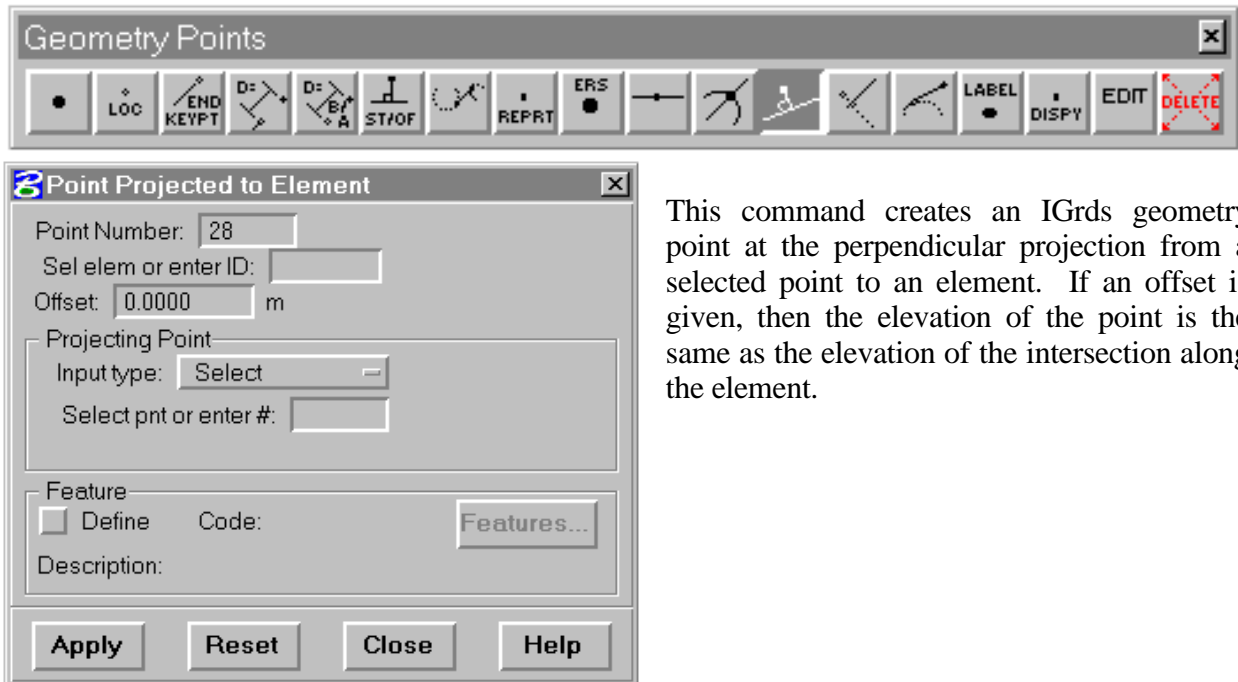 Geometry Points
LOC
END
KEYPT
D=
D=
B
A
ST/OF
REPRT
ERS
LABEL
DISPY
EDIT
DELETE
Point Projected to Element
Point Number: 28
Sel elem or enter ID:
Offset: 0.0000 m
Projecting Point
Input type: Select
Select pnt or enter #:
Feature
Define Code: Features...
Description:
Apply Reset Close Help
This command creates an IGrds geometry
point at the perpendicular projection from a
selected point to an element. If an offset i
given, then the elevation of the point is the
same as the elevation of the intersection along
the element.